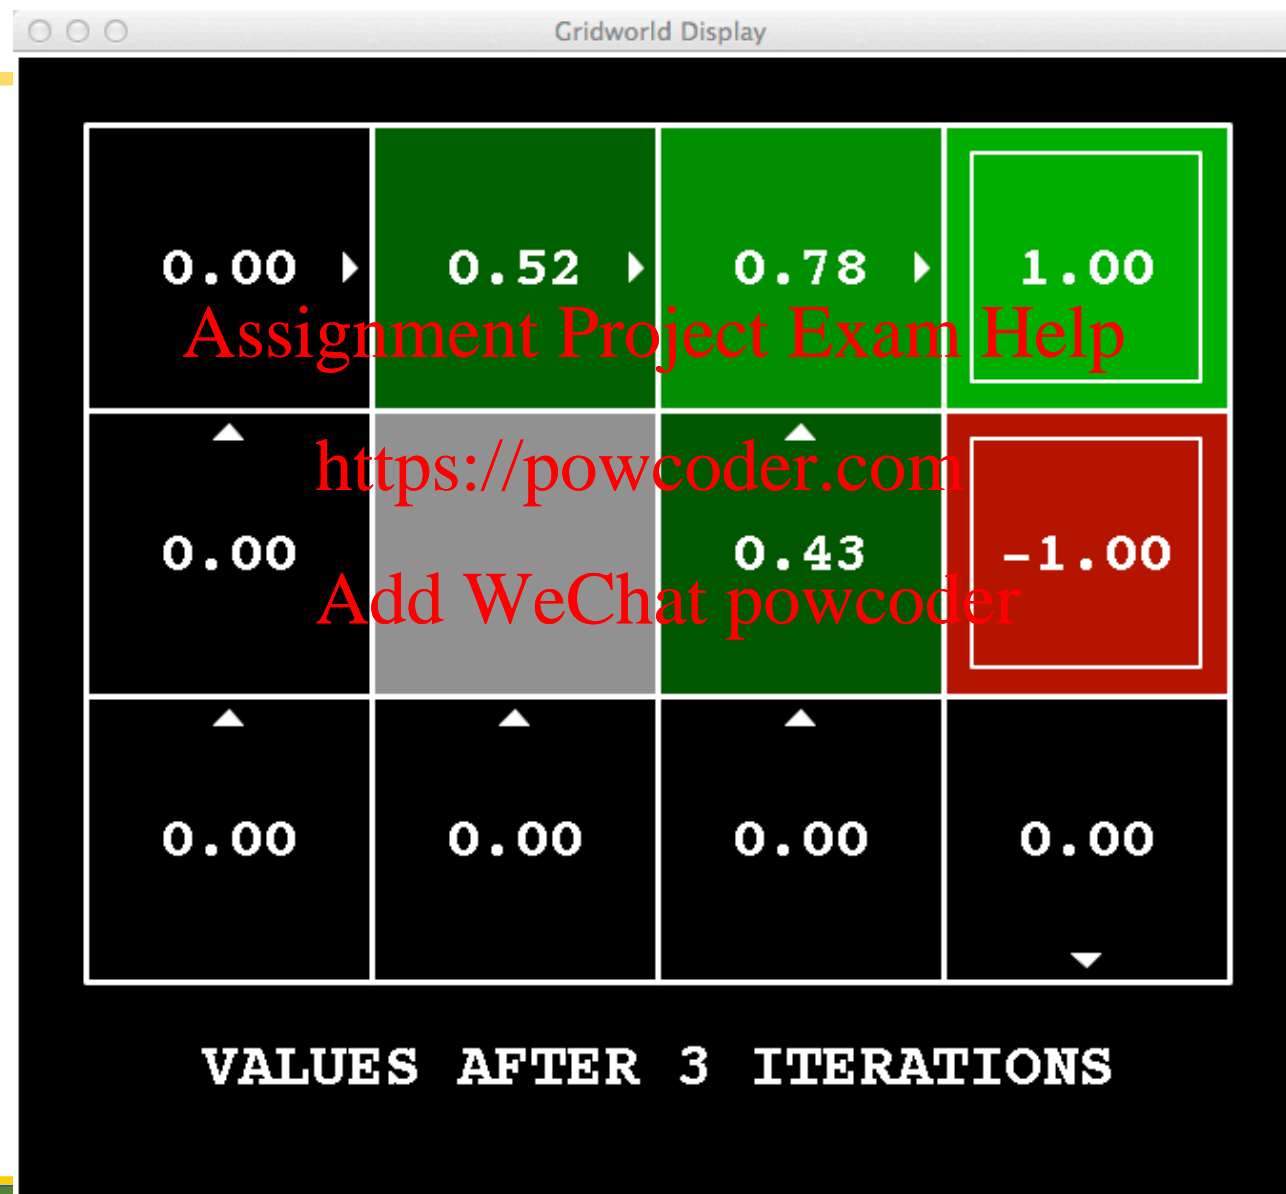 Gridworld Display
0.00 0.52 0.78 1.00
Assignment Project Exam Help
https://powcoder.com
0.00 0.43 -1.00
Add WeChat powcoder
0.00 0.00 0.00 0.00
VALUES AFTER 3 ITERATIONS